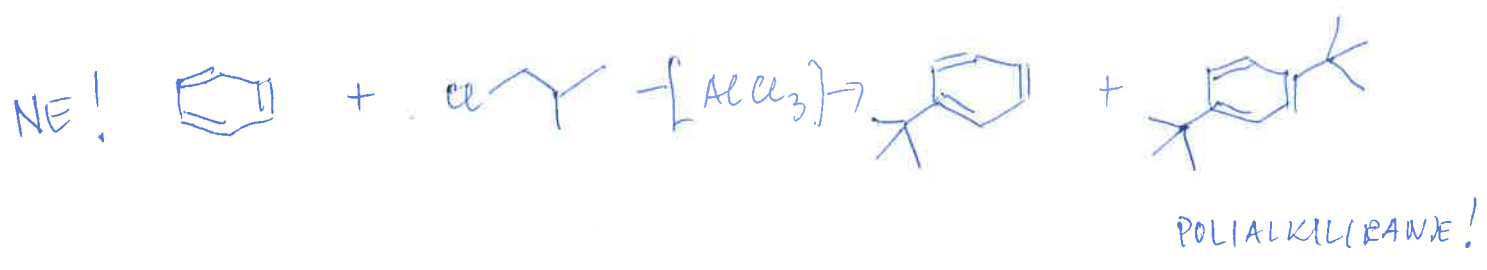 NE! + Cl -[AlCl3]→ +
POLIALKILIRANJE!